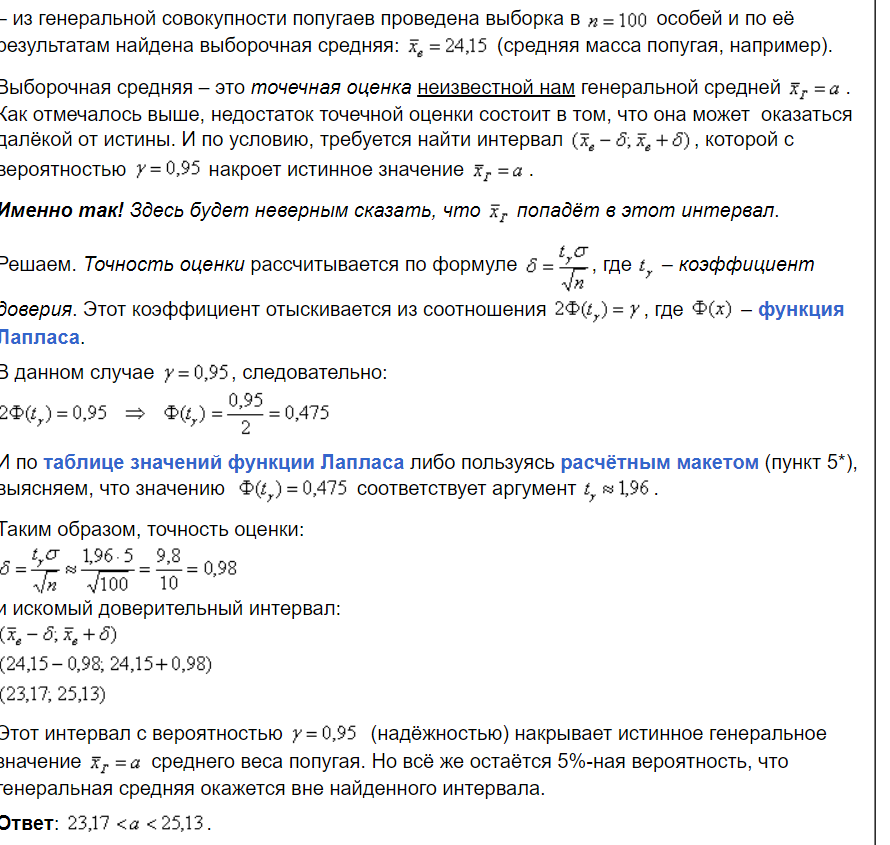 – из генеральной совокупности попугаев проведена выборка в n = 100 особей и по её
результатам найдена выборочная средняя: x̄в = 24,15 (средняя масса попугая, например).
Выборочная средняя – это точечная оценка неизвестной нам генеральной средней x̄Г = a .
Как отмечалось выше, недостаток точечной оценки состоит в том, что она может оказаться
далёкой от истины. И по условию, требуется найти интервал (x̄в − δ; x̄в + δ), которой с
вероятностью γ = 0,95 накроет истинное значение x̄Г = a .
Именно так! Здесь будет неверным сказать, что x̄Г попадёт в этот интервал.
Решаем. Точность оценки рассчитывается по формуле δ = tγσ/√n, где tγ – коэффициент
доверия. Этот коэффициент отыскивается из соотношения 2Ф(tγ) = γ, где Ф(x) – функция
Лапласа.
В данном случае γ = 0,95, следовательно:
2Ф(tγ) = 0,95 ⇒ Ф(tγ) = 0,95/2 = 0,475
И по таблице значений функции Лапласа либо пользуясь расчётным макетом (пункт 5*),
выясняем, что значению Ф(tγ) = 0,475 соответствует аргумент tγ ≈ 1,96 .
Таким образом, точность оценки:
δ = tγσ/√n ≈ 1,96 · 5/√100 = 9,8/10 = 0,98
и искомый доверительный интервал:
(x̄в − δ; x̄в + δ)
(24,15 − 0,98; 24,15 + 0,98)
(23,17; 25,13)
Этот интервал с вероятностью γ = 0,95 (надёжностью) накрывает истинное генеральное
значение x̄Г = a среднего веса попугая. Но всё же остаётся 5%-ная вероятность, что
генеральная средняя окажется вне найденного интервала.
Ответ: 23,17 < a < 25,13 .